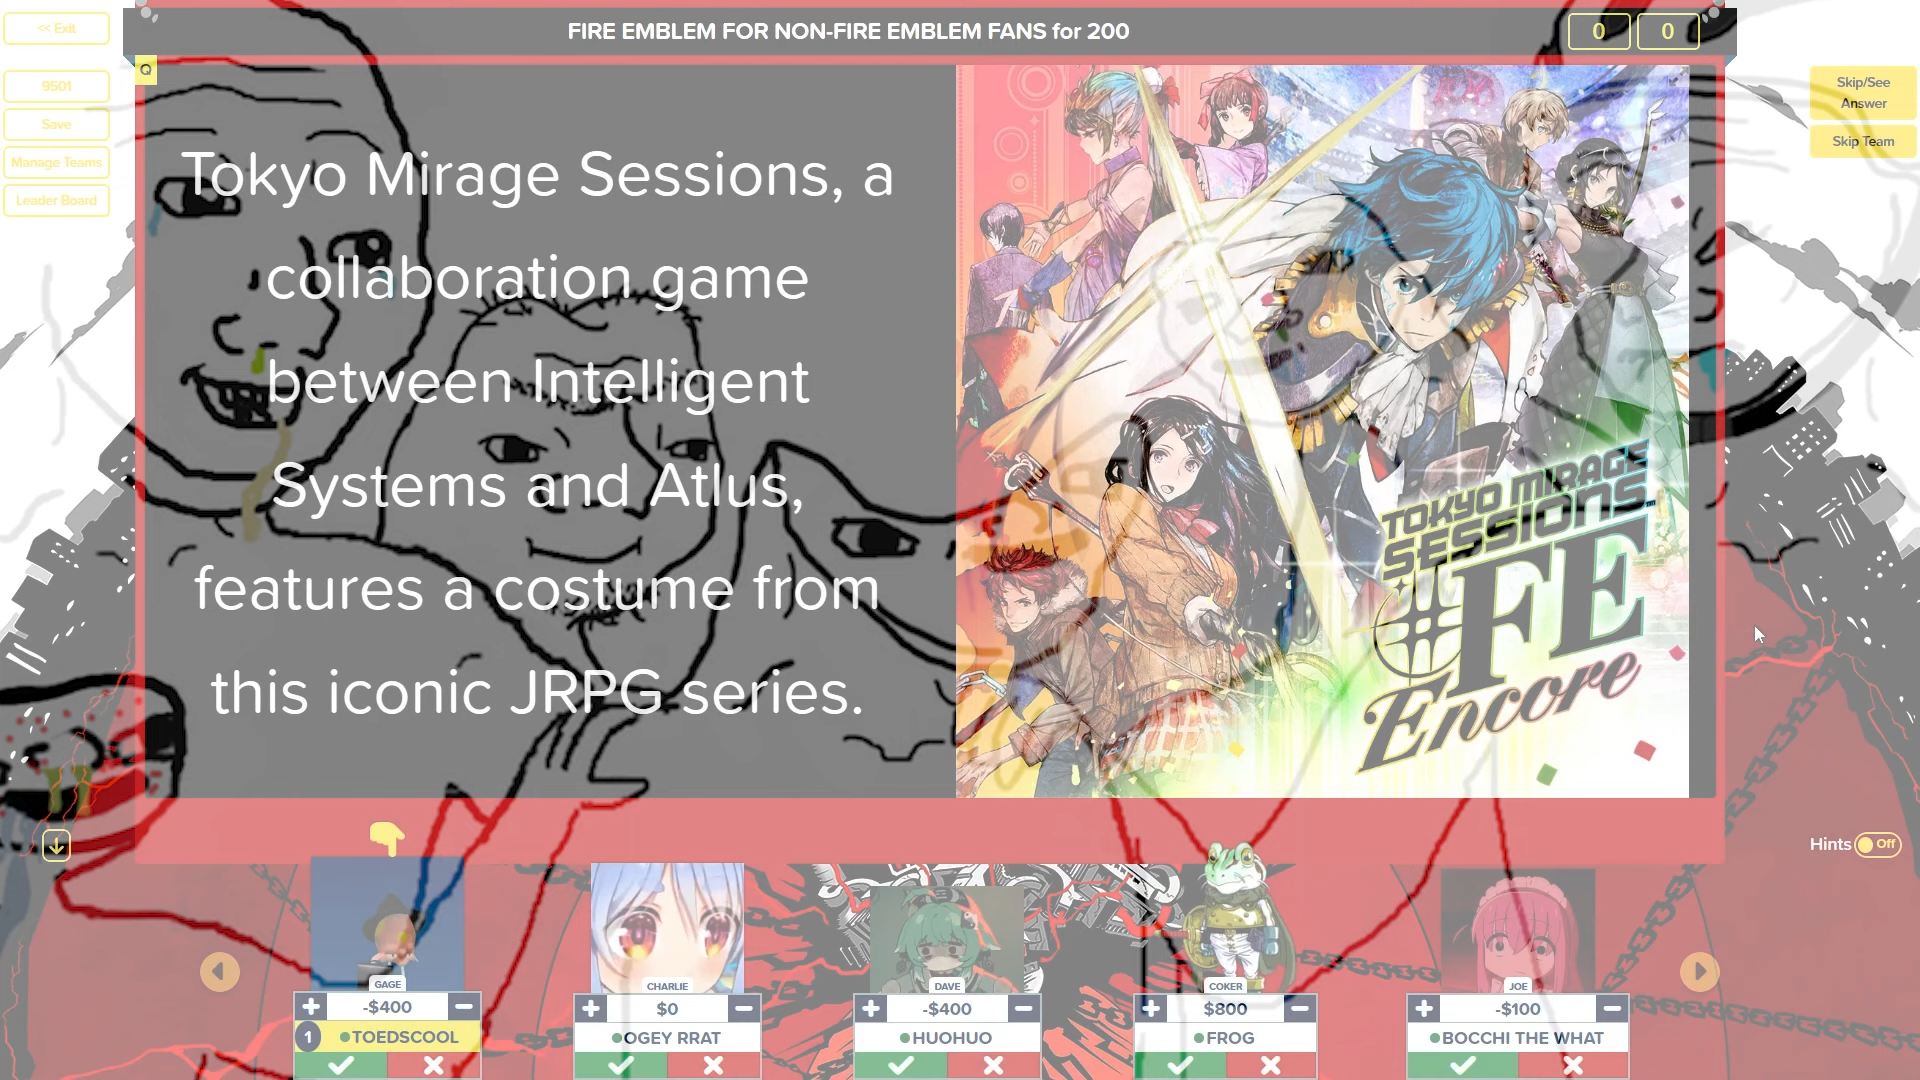 << Exit
FIRE EMBLEM FOR NON-FIRE EMBLEM FANS for 200
0 0
Q
9501
Save
Manage Teams
Leader Board
Skip/See
Answer
Skip Team
Tokyo Mirage Sessions, a
collaboration game
between Intelligent
Systems and Atlus,
features a costume from
this iconic JRPG series.
TOKYO MIRAGE
SESSIONS
#FE
Encore
Hints Off
GAGE
+ -$400 −
1 TOEDSCOOL
CHARLIE
+ $0 −
OGEY RRAT
DAVE
+ -$400 −
HUOHUO
COKER
+ $800 −
FROG
JOE
+ -$100 −
BOCCHI THE WHAT